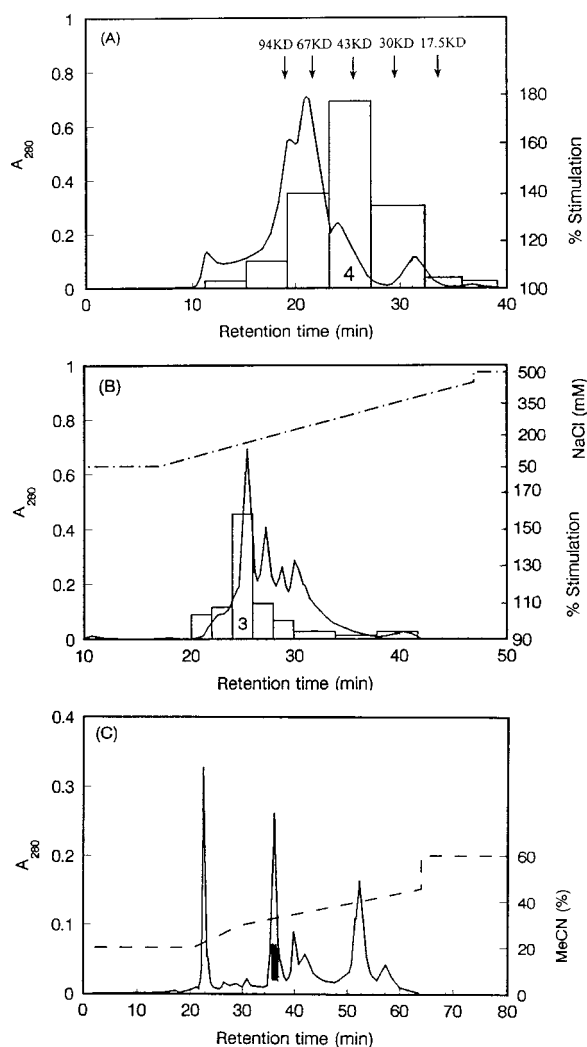 (A)
94KD 67KD 43KD 30KD 17.5KD
1
0.8
0.6
0.4
0.2
0
A280
180
160
140
120
100
% Stimulation
4
0 10 20 30 40
Retention time (min)
(B)
1
0.8
0.6
0.4
0.2
0
A280
500
350
200
50
NaCl (mM)
170
150
130
110
90
% Stimulation
3
10 20 30 40 50
Retention time (min)
(C)
0.4
0.3
0.2
0.1
0
A280
60
40
20
0
MeCN (%)
0 10 20 30 40 50 60 70 80
Retention time (min)